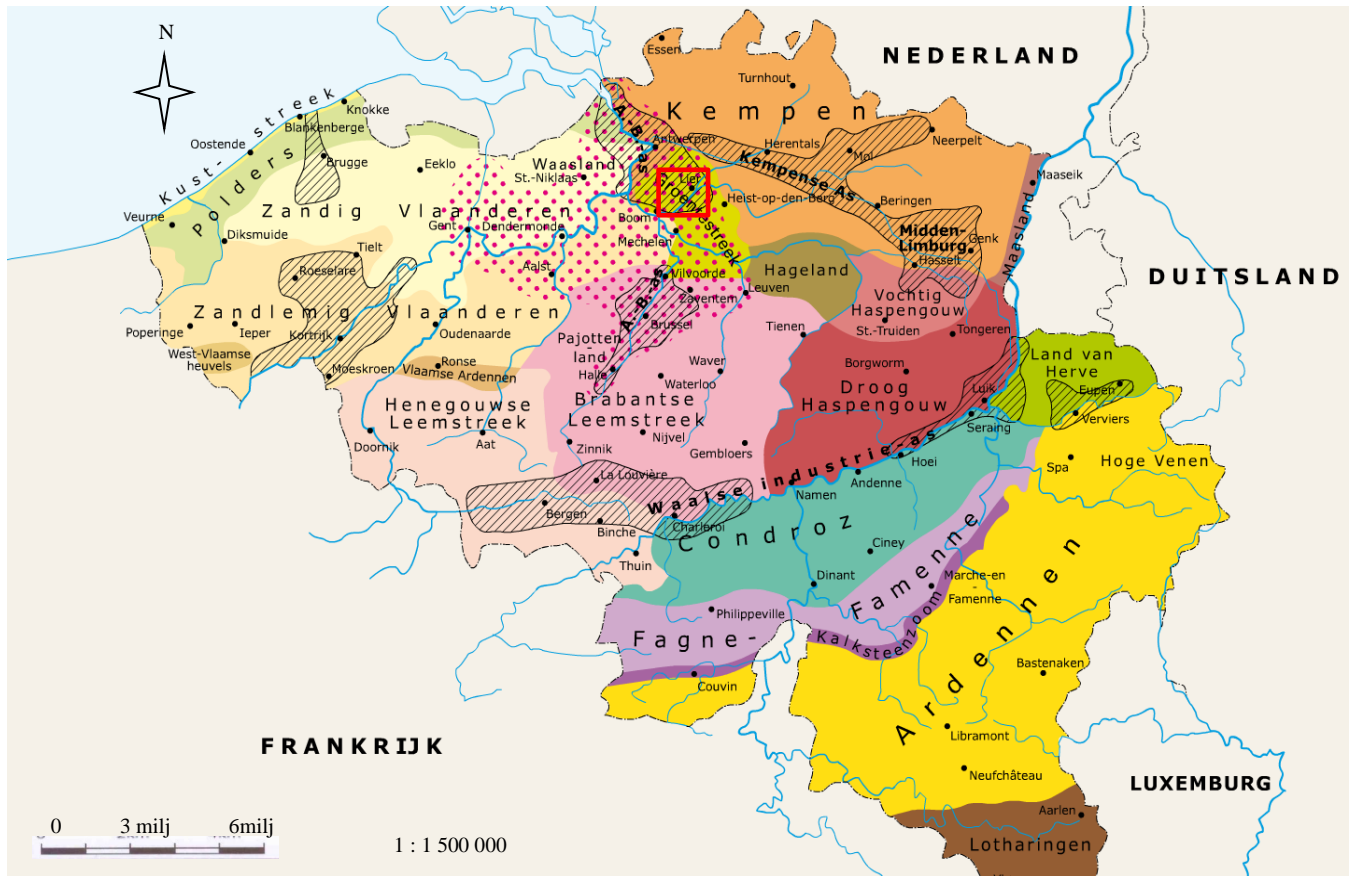 N
NEDERLAND
Essen
Turnhout
Kempen
Knokke
Blankenberge
Kust-
streek
Oostende
Brugge
Polders
Veurne
Diksmuide
Eeklo
Zandig Vlaanderen
Waasland
St.-Niklaas
Antwerpen
A.-B.-as
Herentals
Mol
Neerpelt
Kempense As
Lier
Heist-op-den-Berg
Beringen
Maaseik
Maasland
Groentestreek
Boom
Mechelen
Gent
Dendermonde
Tielt
Roeselare
Aalst
Vilvoorde
Zaventem
Leuven
Hageland
Midden-
Limburg
Genk
Hasselt
DUITSLAND
Zandlemig Vlaanderen
Poperinge
Ieper
Kortrijk
Oudenaarde
A.-B.-as
Brussel
Tienen
Vochtig
Haspengouw
St.-Truiden
Tongeren
West-Vlaamse
heuvels
Moeskroen
Ronse
Vlaamse Ardennen
Pajotten-
land
Halle
Waver
Waterloo
Borgworm
Droog
Haspengouw
Luik
Land van
Herve
Eupen
Verviers
Henegouwse
Leemstreek
Brabantse
Leemstreek
Seraing
Doornik
Aat
Zinnik
Nijvel
Gembloers
Hoei
Spa
Hoge Venen
La Louvière
Waalse industrie-as
Namen
Andenne
Bergen
Binche
Charleroi
Condroz
Ciney
Thuin
Dinant
Famenne
Marche-en
-
Famenne
Philippeville
Fagne-
Kalksteenzoom
Couvin
Ardennen
Bastenaken
Libramont
Neufchâteau
FRANKRIJK
LUXEMBURG
Aarlen
Lotharingen
0 3 milj 6milj
1 : 1 500 000